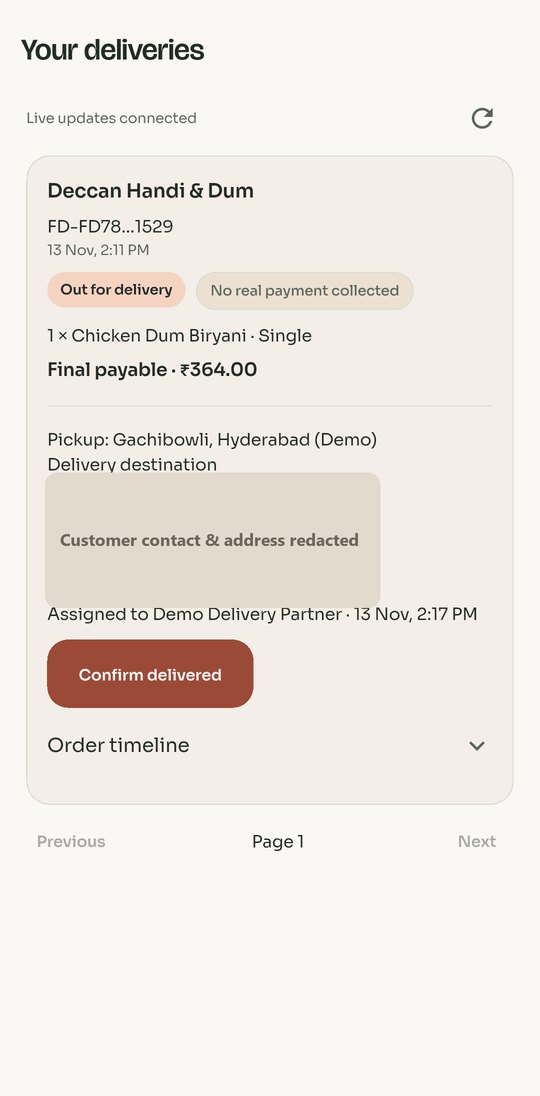 Your deliveries
Live updates connected
Deccan Handi & Dum
FD-FD78...1529
13 Nov, 2:11 PM
Out for delivery
No real payment collected
1 × Chicken Dum Biryani · Single
Final payable · ₹364.00
Pickup: Gachibowli, Hyderabad (Demo)
Delivery destination
Customer contact & address redacted
Assigned to Demo Delivery Partner · 13 Nov, 2:17 PM
Confirm delivered
Order timeline
Previous
Page 1
Next